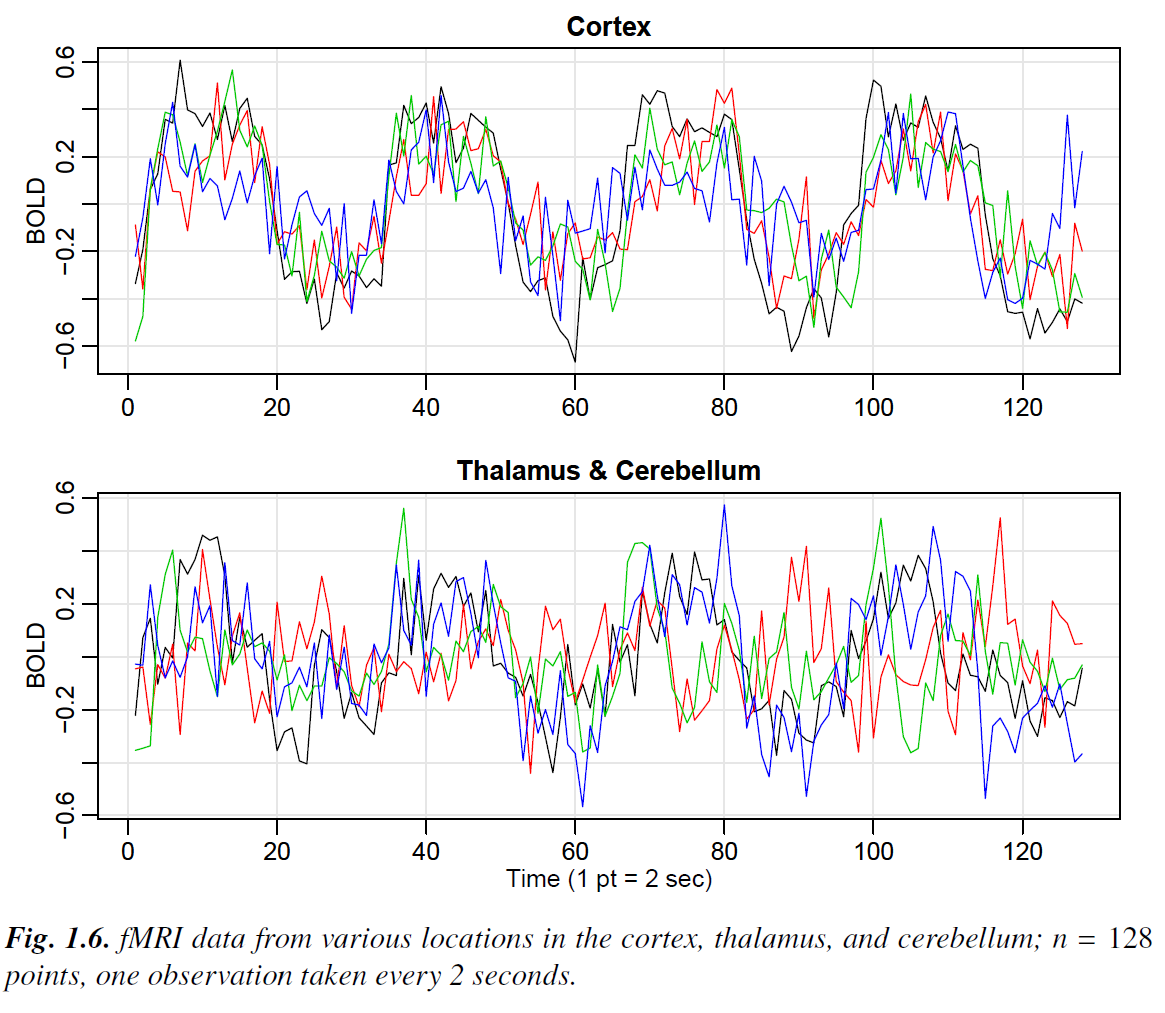 Cortex
BOLD
0.6
0.2
−0.2
−0.6
0 20 40 60 80 100 120
Thalamus & Cerebellum
BOLD
0.6
0.2
−0.2
−0.6
0 20 40 60 80 100 120
Time (1 pt = 2 sec)
Fig. 1.6. fMRI data from various locations in the cortex, thalamus, and cerebellum; n = 128
points, one observation taken every 2 seconds.